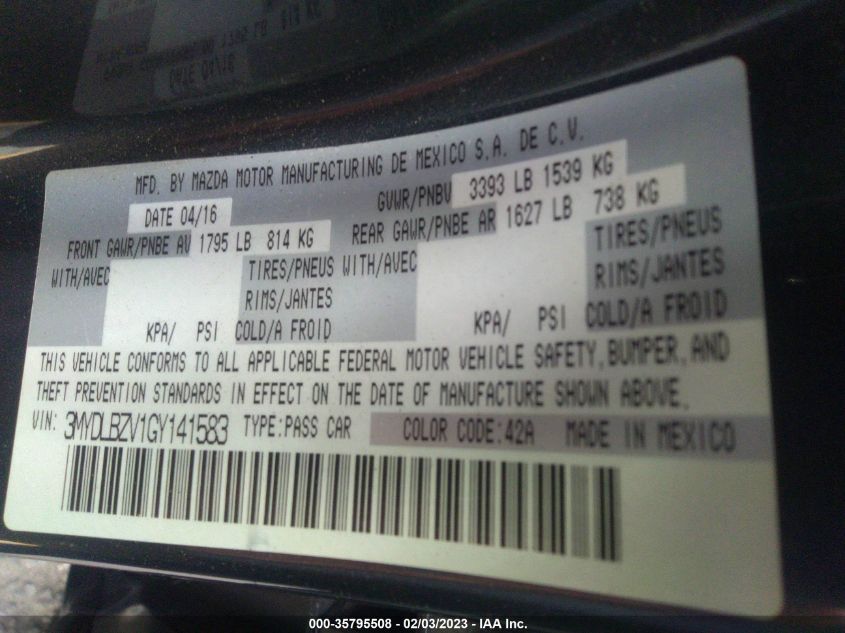 MFD. BY MAZDA MOTOR MANUFACTURING DE MEXICO S.A. DE C.V.
DATE 04/16 GVWR/PNBV 3393 LB 1539 KG
FRONT GAWR/PNBE AV 1795 LB 814 KG REAR GAWR/PNBE AR 1627 LB 738 KG
WITH/AVEC TIRES/PNEUS WITH/AVEC TIRES/PNEUS
RIMS/JANTES RIMS/JANTES
KPA/ PSI COLD/A FROID KPA/ PSI COLD/A FROID
THIS VEHICLE CONFORMS TO ALL APPLICABLE FEDERAL MOTOR VEHICLE SAFETY, BUMPER, AND
THEFT PREVENTION STANDARDS IN EFFECT ON THE DATE OF MANUFACTURE SHOWN ABOVE.
VIN: 3MYDLBZV1GY141583 TYPE:PASS CAR COLOR CODE:42A MADE IN MEXICO
000-35795508 - 02/03/2023 - IAA Inc.